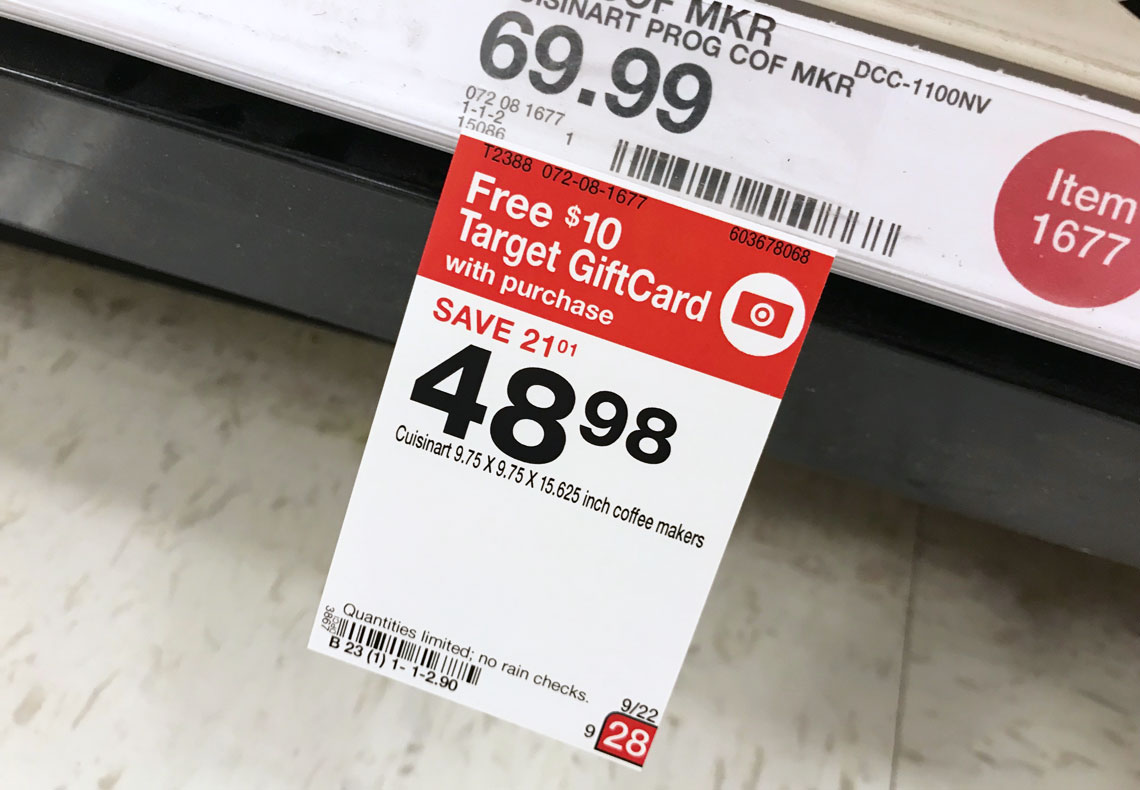 COF MKR
CUISINART PROG COF MKR
DCC-1100NV
69.99
072 08 1677
1-1-2
15086
1
Item
1677
T2388 072-08-1677
603678068
Free $10
Target GiftCard
with purchase
SAVE 21 01
48 98
Cuisinart 9.75 X 9.75 X 15.625 inch coffee makers
Quantities limited; no rain checks.
B 23 (1) 1- 1-2.90
9/22
9 28